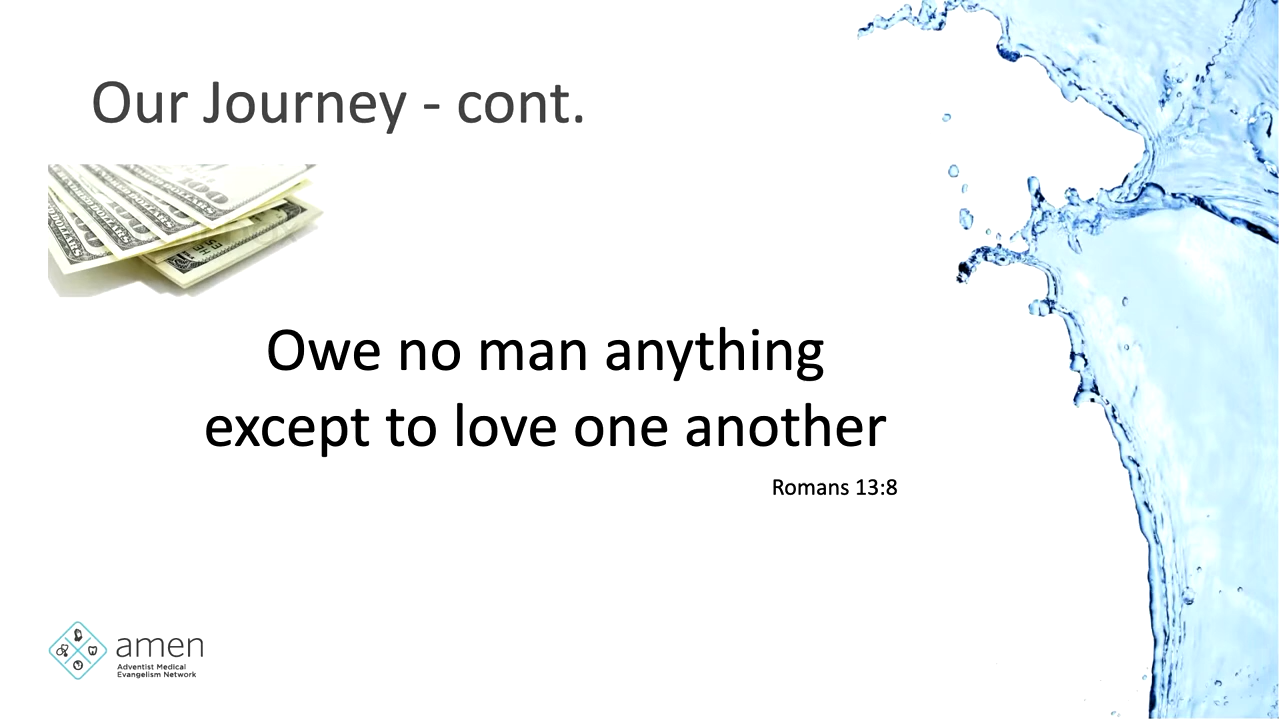 Our Journey - cont.
100
Owe no man anything
except to love one another
Romans 13:8
amen
Adventist Medical
Evangelism Network